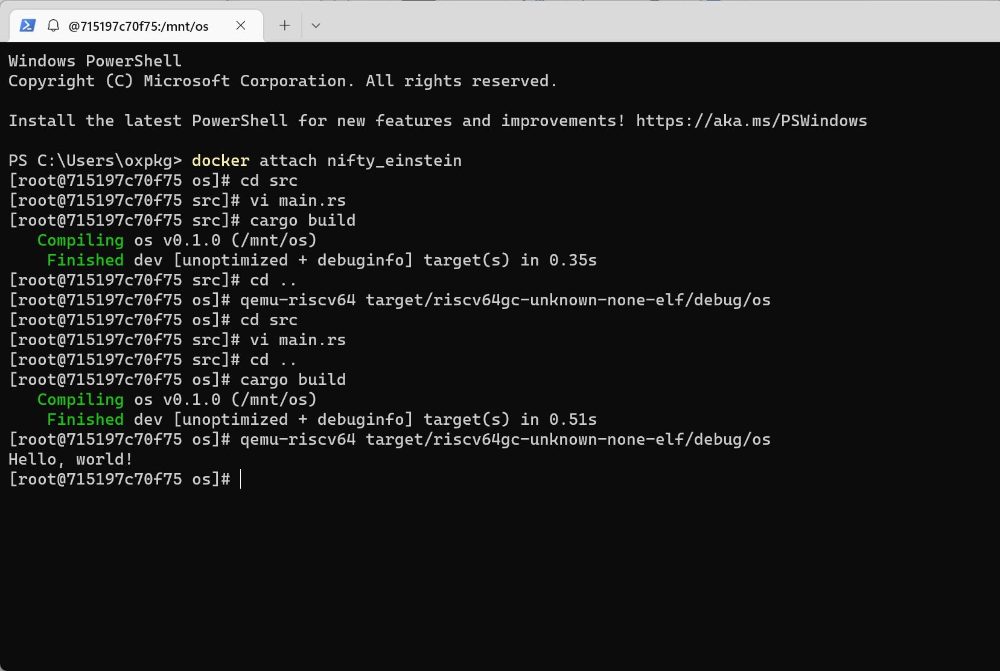 @715197c70f75:/mnt/os
Windows PowerShell
Copyright (C) Microsoft Corporation. All rights reserved.
Install the latest PowerShell for new features and improvements! https://aka.ms/PSWindows
PS C:\Users\oxpkg> docker attach nifty_einstein
[root@715197c70f75 os]# cd src
[root@715197c70f75 src]# vi main.rs
[root@715197c70f75 src]# cargo build
   Compiling os v0.1.0 (/mnt/os)
    Finished dev [unoptimized + debuginfo] target(s) in 0.35s
[root@715197c70f75 src]# cd ..
[root@715197c70f75 os]# qemu-riscv64 target/riscv64gc-unknown-none-elf/debug/os
[root@715197c70f75 os]# cd src
[root@715197c70f75 src]# vi main.rs
[root@715197c70f75 src]# cd ..
[root@715197c70f75 os]# cargo build
   Compiling os v0.1.0 (/mnt/os)
    Finished dev [unoptimized + debuginfo] target(s) in 0.51s
[root@715197c70f75 os]# qemu-riscv64 target/riscv64gc-unknown-none-elf/debug/os
Hello, world!
[root@715197c70f75 os]#